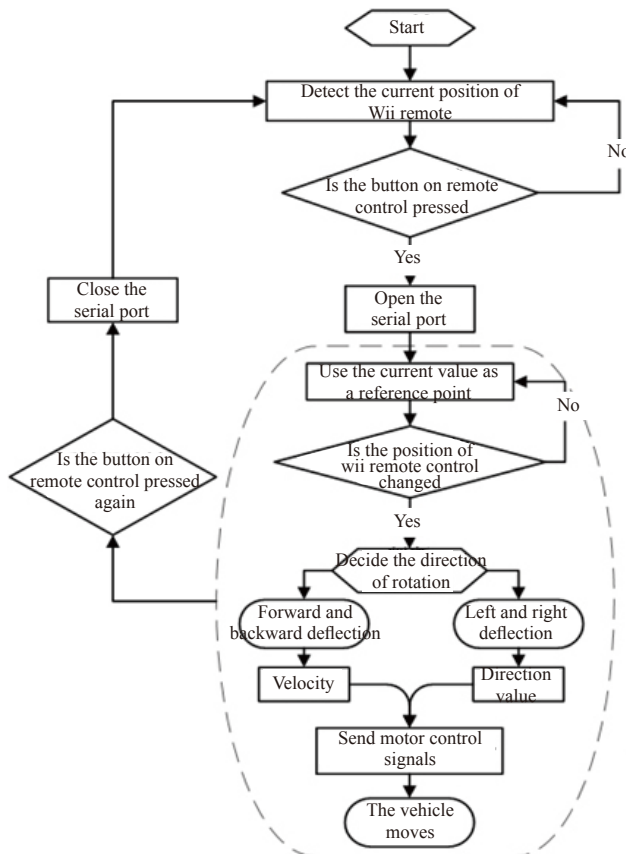 Start
Detect the current position of
Wii remote
No
Is the button on remote
control pressed
Yes
Close the
serial port
Open the
serial port
Use the current value as
a reference point
No
Is the button on
remote control pressed
again
Is the position of
wii remote control
changed
Yes
Decide the direction
of rotation
Forward and
backward deflection
Left and right
deflection
Velocity
Direction
value
Send motor control
signals
The vehicle
moves